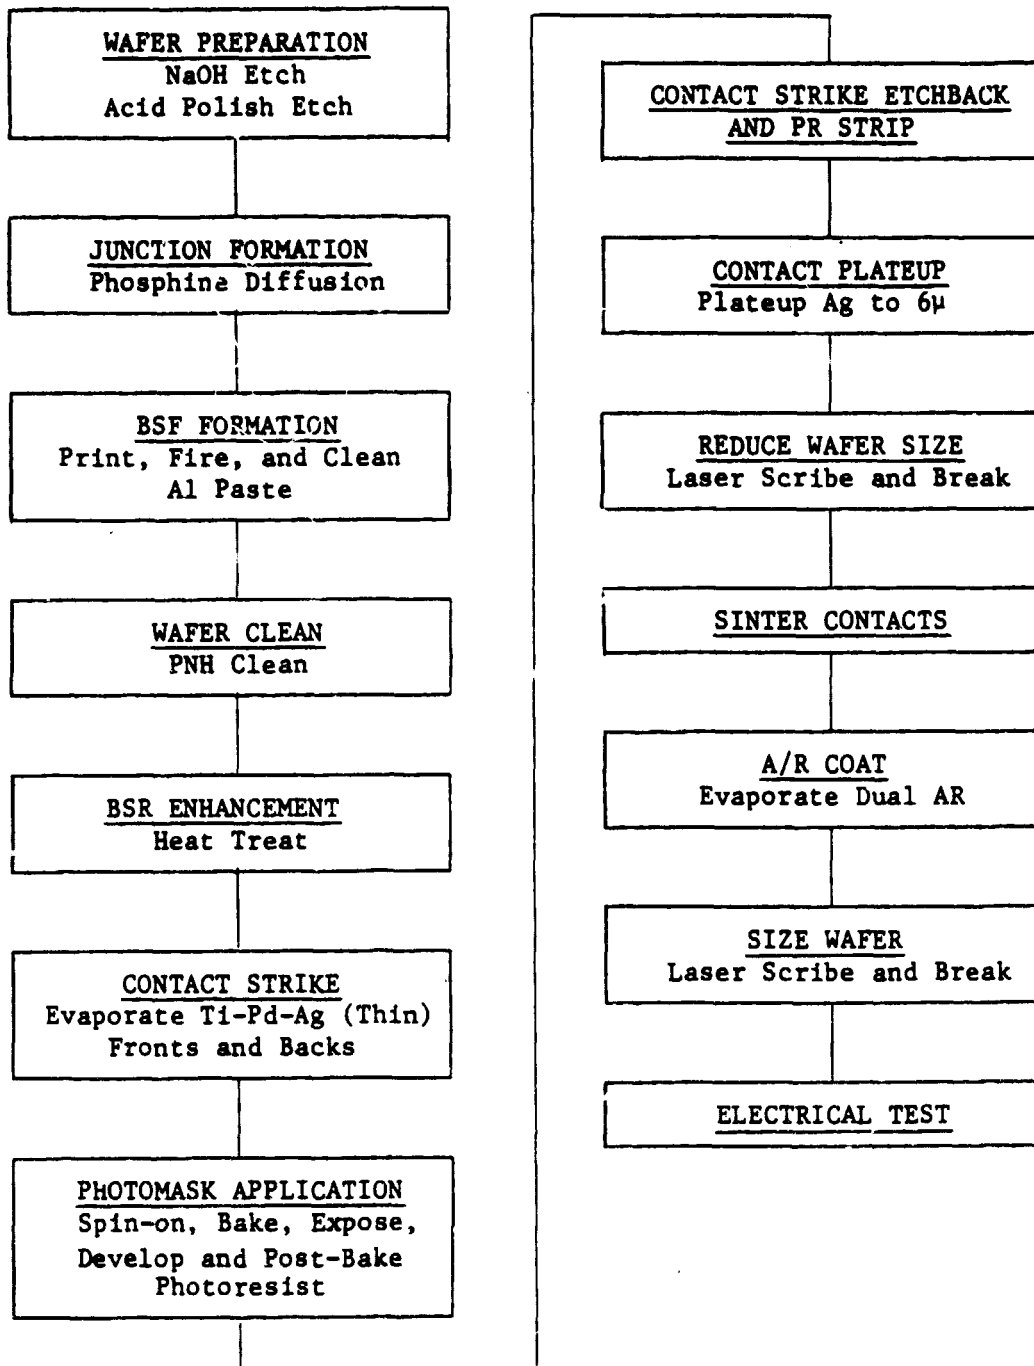 WAFER PREPARATION
NaOH Etch
Acid Polish Etch
JUNCTION FORMATION
Phosphine Diffusion
BSF FORMATION
Print, Fire, and Clean
Al Paste
WAFER CLEAN
PNH Clean
BSR ENHANCEMENT
Heat Treat
CONTACT STRIKE
Evaporate Ti-Pd-Ag (Thin)
Fronts and Backs
PHOTOMASK APPLICATION
Spin-on, Bake, Expose,
Develop and Post-Bake
Photoresist
CONTACT STRIKE ETCHBACK
AND PR STRIP
CONTACT PLATEUP
Plateup Ag to 6μ
REDUCE WAFER SIZE
Laser Scribe and Break
SINTER CONTACTS
A/R COAT
Evaporate Dual AR
SIZE WAFER
Laser Scribe and Break
ELECTRICAL TEST